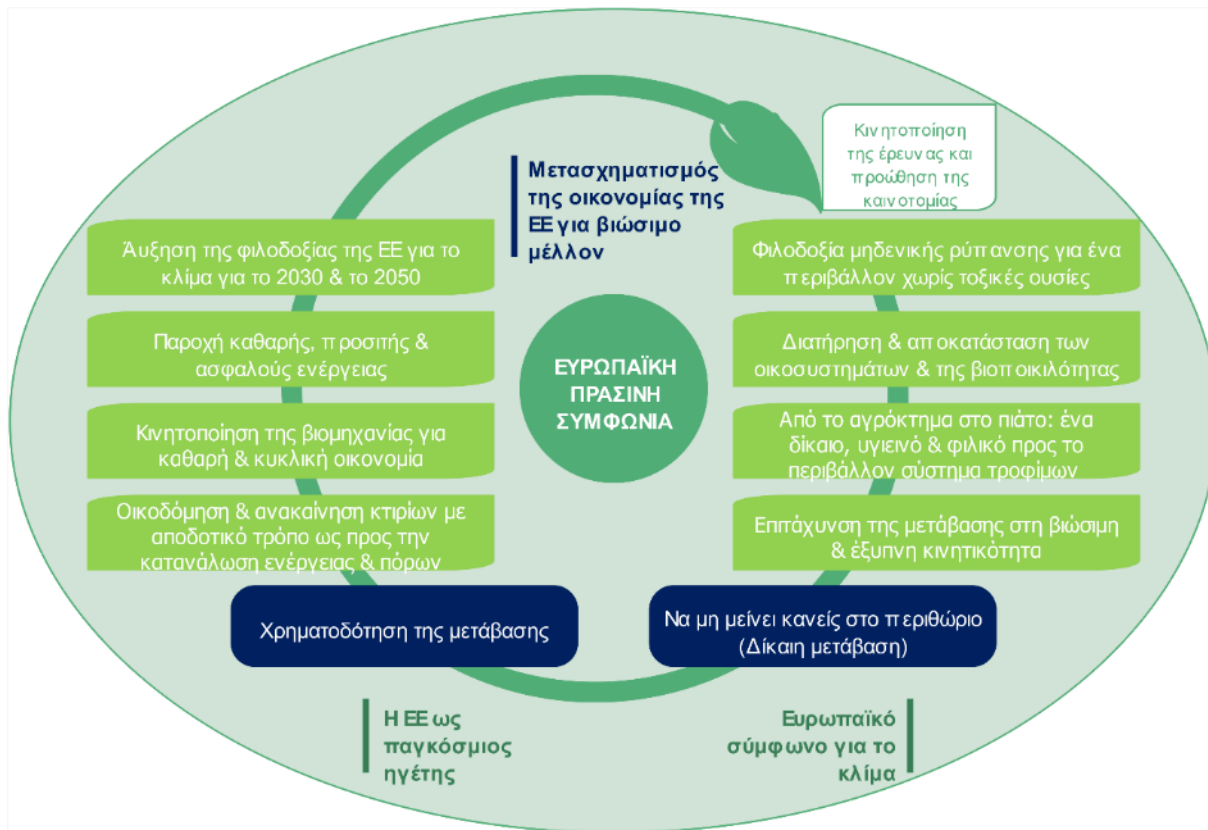 Κινητοποίηση
της έρευνας και
προώθηση της
καινοτομίας
Μετασχηματισμός
της οικονομίας της
ΕΕ για βιώσιμο
μέλλον
Άυξηση της φιλοδοξίας της ΕΕ για το
κλίμα για το 2030 & το 2050
Παροχή καθαρής, προσιτής &
ασφαλούς ενέργειας
Κινητοποίηση της βιομηχανίας για
καθαρή & κυκλική οικονομία
Οικοδόμηση & ανακαίνηση κτιρίων με
αποδοτικό τρόπο ως προς την
κατανάλωση ενέργειας & πόρων
ΕΥΡΩΠΑΪΚΗ
ΠΡΑΣΙΝΗ
ΣΥΜΦΩΝΙΑ
Φιλοδοξία μηδενικής ρύπανσης για ένα
περιβάλλον χωρίς τοξικές ουσίες
Διατήρηση & αποκατάσταση των
οικοσυστημάτων & της βιοποικιλότητας
Από το αγρόκτημα στο πιάτο: ένα
δίκαιο, υγιεινό & φιλικό προς το
περιβάλλον σύστημα τροφίμων
Επιτάχυνση της μετάβασης στη βιώσιμη
& έξυπνη κινητικότητα
Χρηματοδότηση της μετάβασης
Να μη μείνει κανείς στο περιθώριο
(Δίκαιη μετάβαση)
Η ΕΕ ως
παγκόσμιος
ηγέτης
Ευρωπαϊκό
σύμφωνο για το
κλίμα